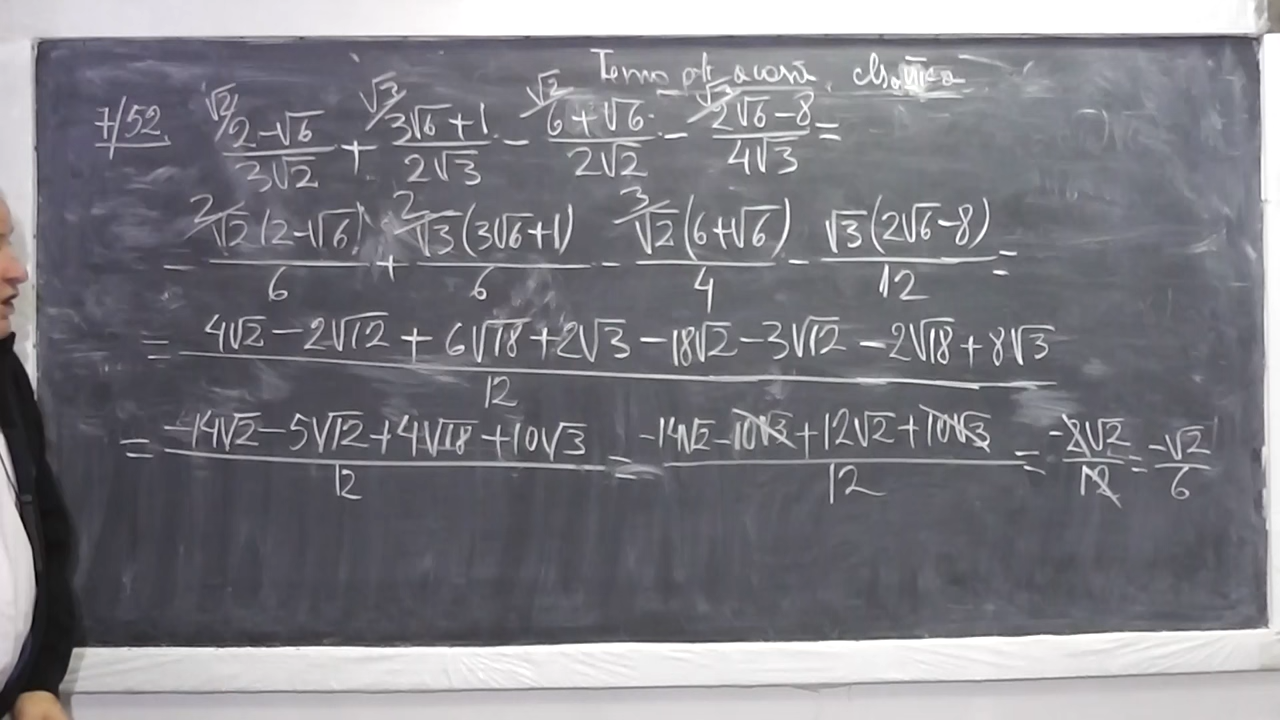 Tema pt. acasă
7/52. √2/ (2-√6)/(3√2) + √3/ (3√6+1)/(2√3) - √2/ (6+√6)/(2√2) - √3/ (2√6-8)/(4√3) =
= 2/ √2(2-√6)/6 + 2/ √3(3√6+1)/6 - 3/ √2(6+√6)/4 - √3(2√6-8)/12 =
= (4√2-2√12+6√18+2√3-18√2-3√12-2√18+8√3)/12
= (-14√2-5√12+4√18+10√3)/12 = (-14√2-10√3+12√2+10√3)/12 = -2√2/12 = -√2/6